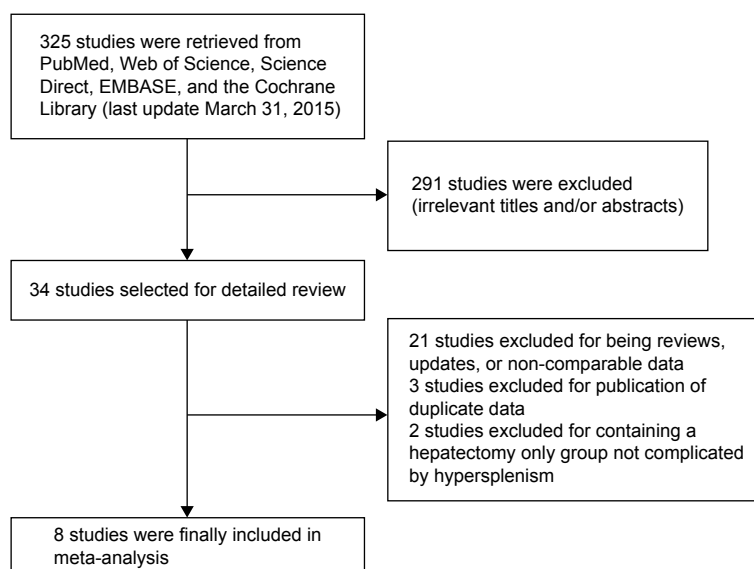 325 studies were retrieved from
PubMed, Web of Science, Science
Direct, EMBASE, and the Cochrane
Library (last update March 31, 2015)
291 studies were excluded
(irrelevant titles and/or abstracts)
34 studies selected for detailed review
21 studies excluded for being reviews,
updates, or non-comparable data
3 studies excluded for publication of
duplicate data
2 studies excluded for containing a
hepatectomy only group not complicated
by hypersplenism
8 studies were finally included in
meta-analysis